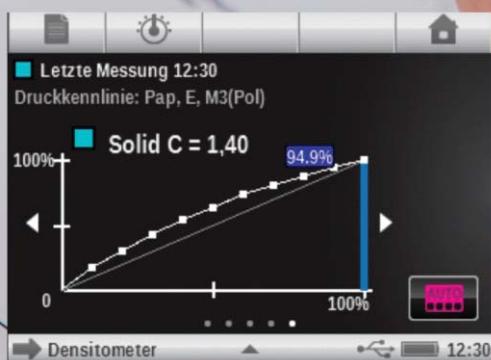 Letzte Messung 12:30
Druckkennlinie: Pap, E, M3(Pol)
Solid C = 1,40
94.9%
100%
0
100%
AUTO
Densitometer
12:30